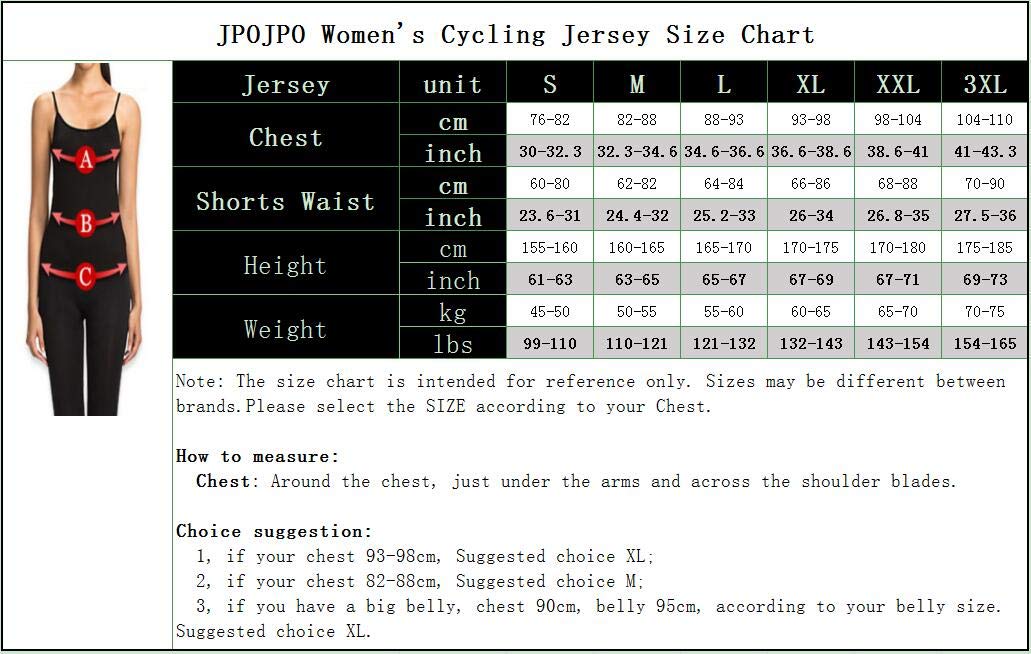 JPOJPO Women's Cycling Jersey Size Chart
Jersey unit S M L XL XXL 3XL
Chest cm 76-82 82-88 88-93 93-98 98-104 104-110
inch 30-32.3 32.3-34.6 34.6-36.6 36.6-38.6 38.6-41 41-43.3
Shorts Waist cm 60-80 62-82 64-84 66-86 68-88 70-90
inch 23.6-31 24.4-32 25.2-33 26-34 26.8-35 27.5-36
Height cm 155-160 160-165 165-170 170-175 170-180 175-185
inch 61-63 63-65 65-67 67-69 67-71 69-73
Weight kg 45-50 50-55 55-60 60-65 65-70 70-75
lbs 99-110 110-121 121-132 132-143 143-154 154-165
A
B
C
Note: The size chart is intended for reference only. Sizes may be different between
brands.Please select the SIZE according to your Chest.
How to measure:
Chest: Around the chest, just under the arms and across the shoulder blades.
Choice suggestion:
1, if your chest 93-98cm, Suggested choice XL;
2, if your chest 82-88cm, Suggested choice M;
3, if you have a big belly, chest 90cm, belly 95cm, according to your belly size.
Suggested choice XL.